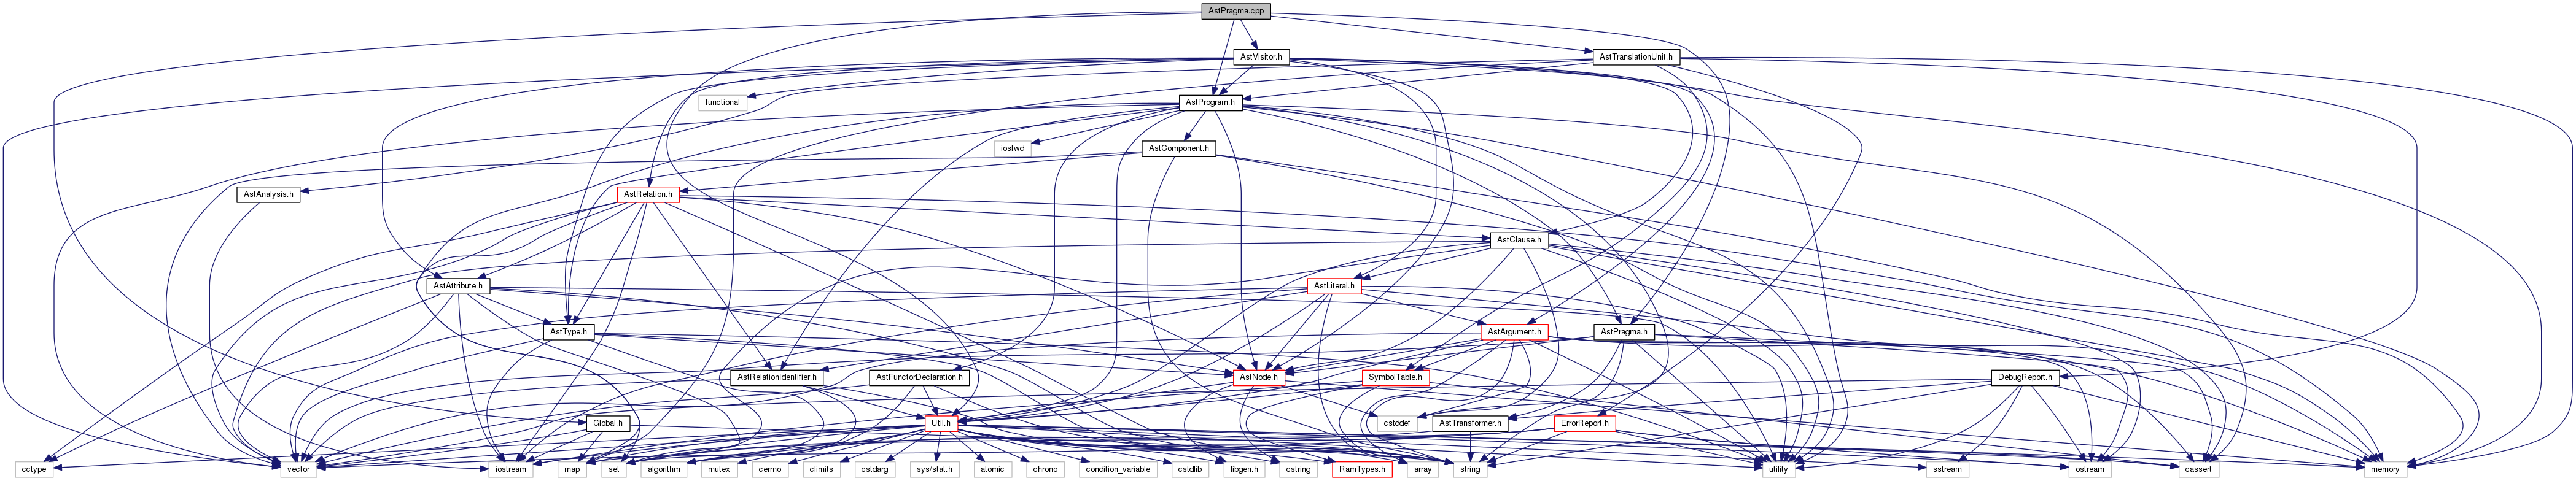 AstPragma.cpp
AstVisitor.h
AstTranslationUnit.h
functional
AstProgram.h
iosfwd
AstComponent.h
AstAnalysis.h
AstRelation.h
AstClause.h
AstAttribute.h
AstLiteral.h
AstType.h
AstArgument.h
AstPragma.h
AstRelationIdentifier.h
AstFunctorDeclaration.h
AstNode.h
SymbolTable.h
DebugReport.h
Global.h
Util.h
cstddef
AstTransformer.h
ErrorReport.h
cctype
vector
iostream
map
set
algorithm
mutex
cerrno
climits
cstdarg
sys/stat.h
atomic
chrono
condition_variable
cstdlib
libgen.h
cstring
RamTypes.h
array
string
utility
sstream
ostream
cassert
memory